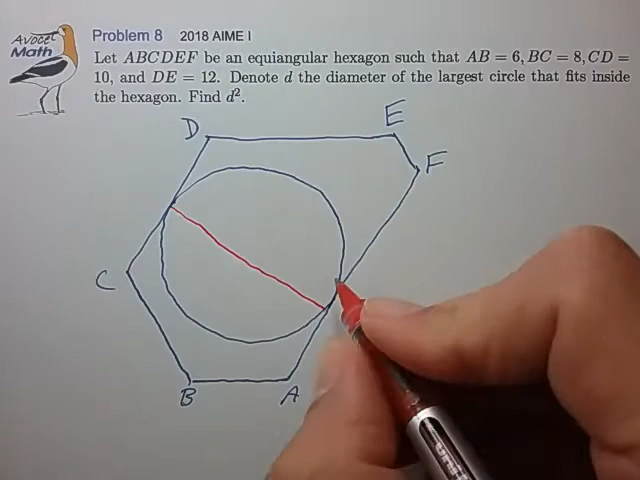 Avocet
Math
Problem 8 2018 AIME I
Let ABCDEF be an equiangular hexagon such that AB = 6, BC = 8, CD =
10, and DE = 12. Denote d the diameter of the largest circle that fits inside
the hexagon. Find d².
D
E
F
C
B
A